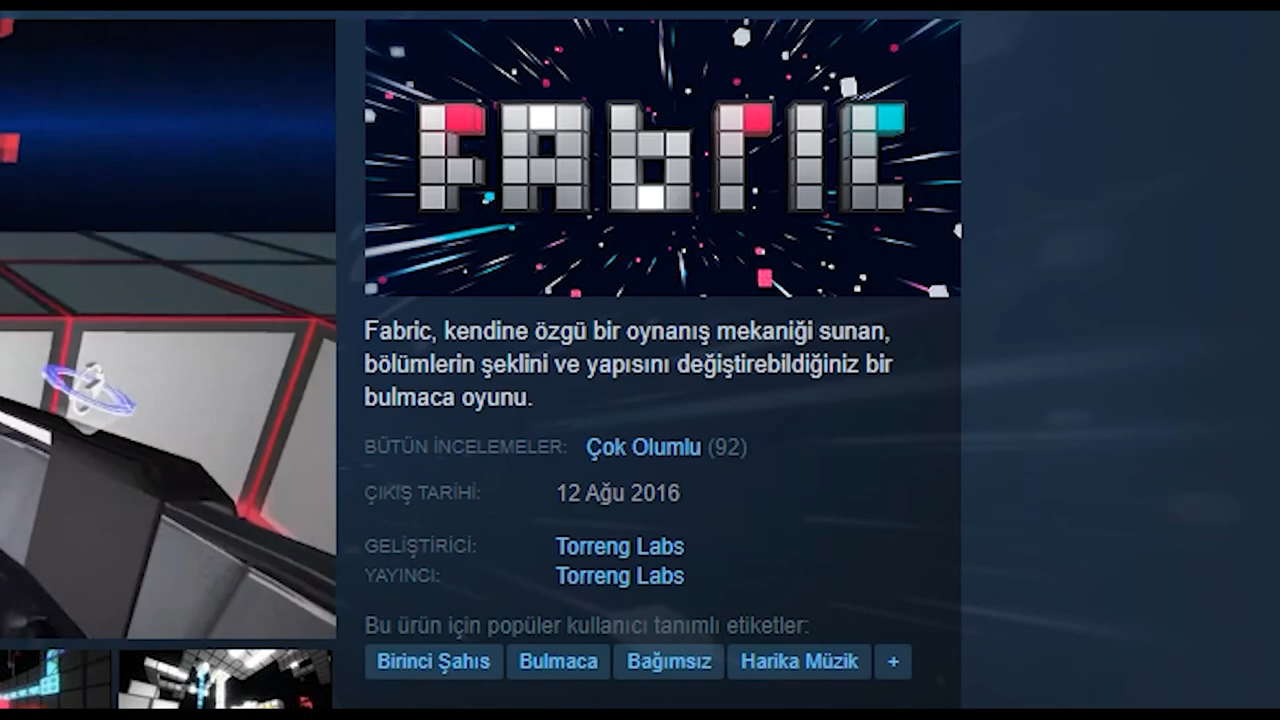 FAbrIC
Fabric, kendine özgü bir oynanış mekaniği sunan,
bölümlerin şeklini ve yapısını değiştirebildiğiniz bir
bulmaca oyunu.
BÜTÜN İNCELEMELER: Çok Olumlu (92)
ÇIKIŞ TARİHİ: 12 Ağu 2016
GELİŞTİRİCİ: Torreng Labs
YAYINCI: Torreng Labs
Bu ürün için popüler kullanıcı tanımlı etiketler:
Birinci Şahıs Bulmaca Bağımsız Harika Müzik +